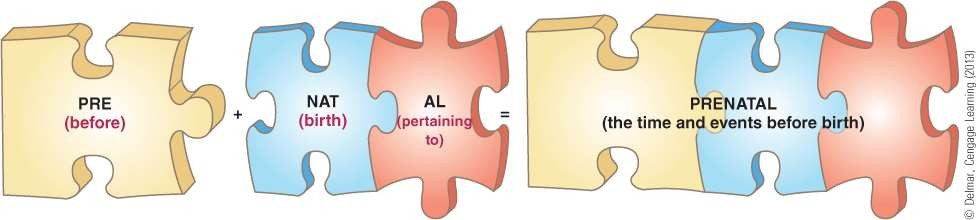 PRE
(before)
+
NAT
(birth)
AL
(pertaining
to)
=
PRENATAL
(the time and events before birth)
© Delmar, Cengage Learning (2013)